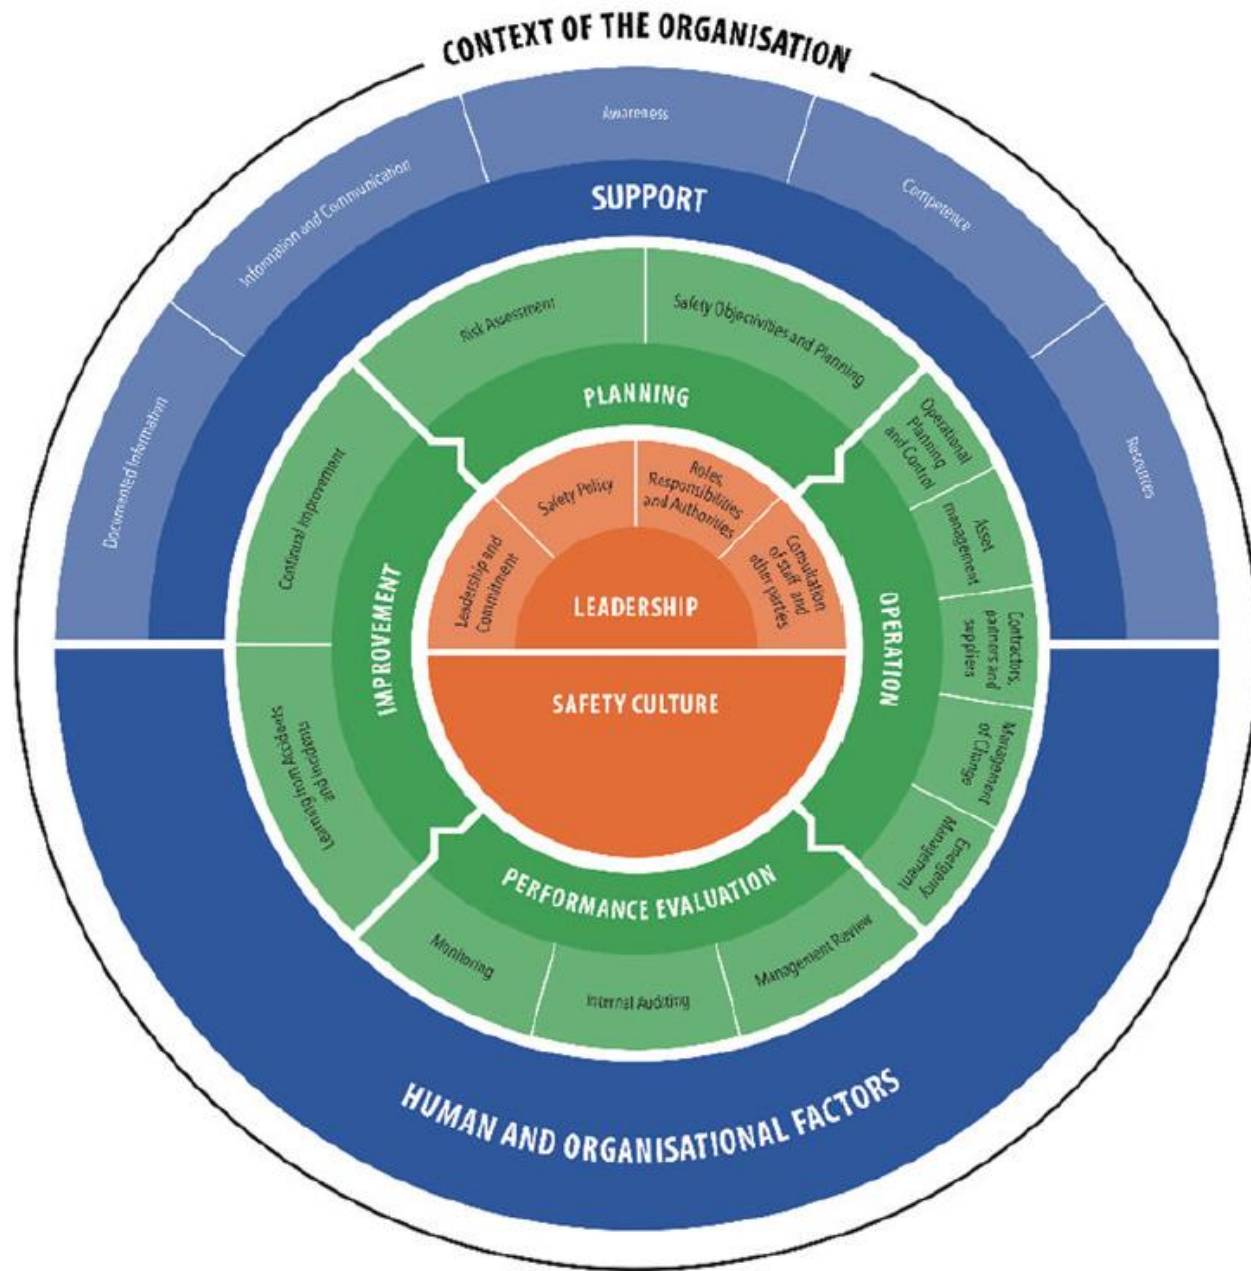 CONTEXT OF THE ORGANISATION
Awareness
Information and Communication
Competence
Documented Information
Resources
SUPPORT
Risk Assessment
Safety Objectivities and Planning
PLANNING
Operational
Planning
and Control
Asset
management
Contractors,
partners and
suppliers
Management
of Change
Emergency
Management
OPERATION
Continual Improvement
Learning from Accidents
and Incidents
IMPROVEMENT
Leadership and
Commitment
Safety Policy
Roles,
Responsibilities
and Authorities
Consultation
of staff and
other parties
LEADERSHIP
SAFETY CULTURE
PERFORMANCE EVALUATION
Monitoring
Internal Auditing
Management Review
HUMAN AND ORGANISATIONAL FACTORS